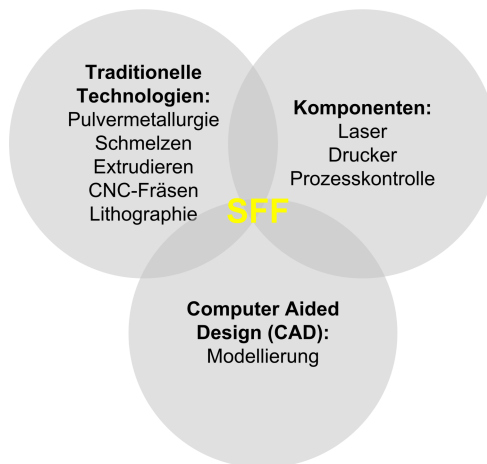 Traditionelle
Technologien:
Pulvermetallurgie
Schmelzen
Extrudieren
CNC-Fräsen
Lithographie
Komponenten:
Laser
Drucker
Prozesskontrolle
SFF
Computer Aided
Design (CAD):
Modellierung